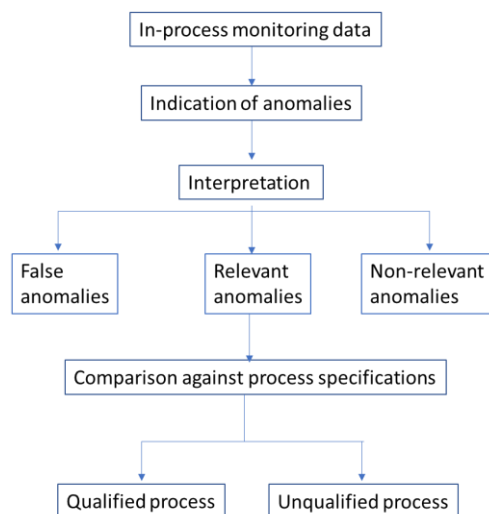 In-process monitoring data
Indication of anomalies
Interpretation
False
anomalies
Relevant
anomalies
Non-relevant
anomalies
Comparison against process specifications
Qualified process
Unqualified process